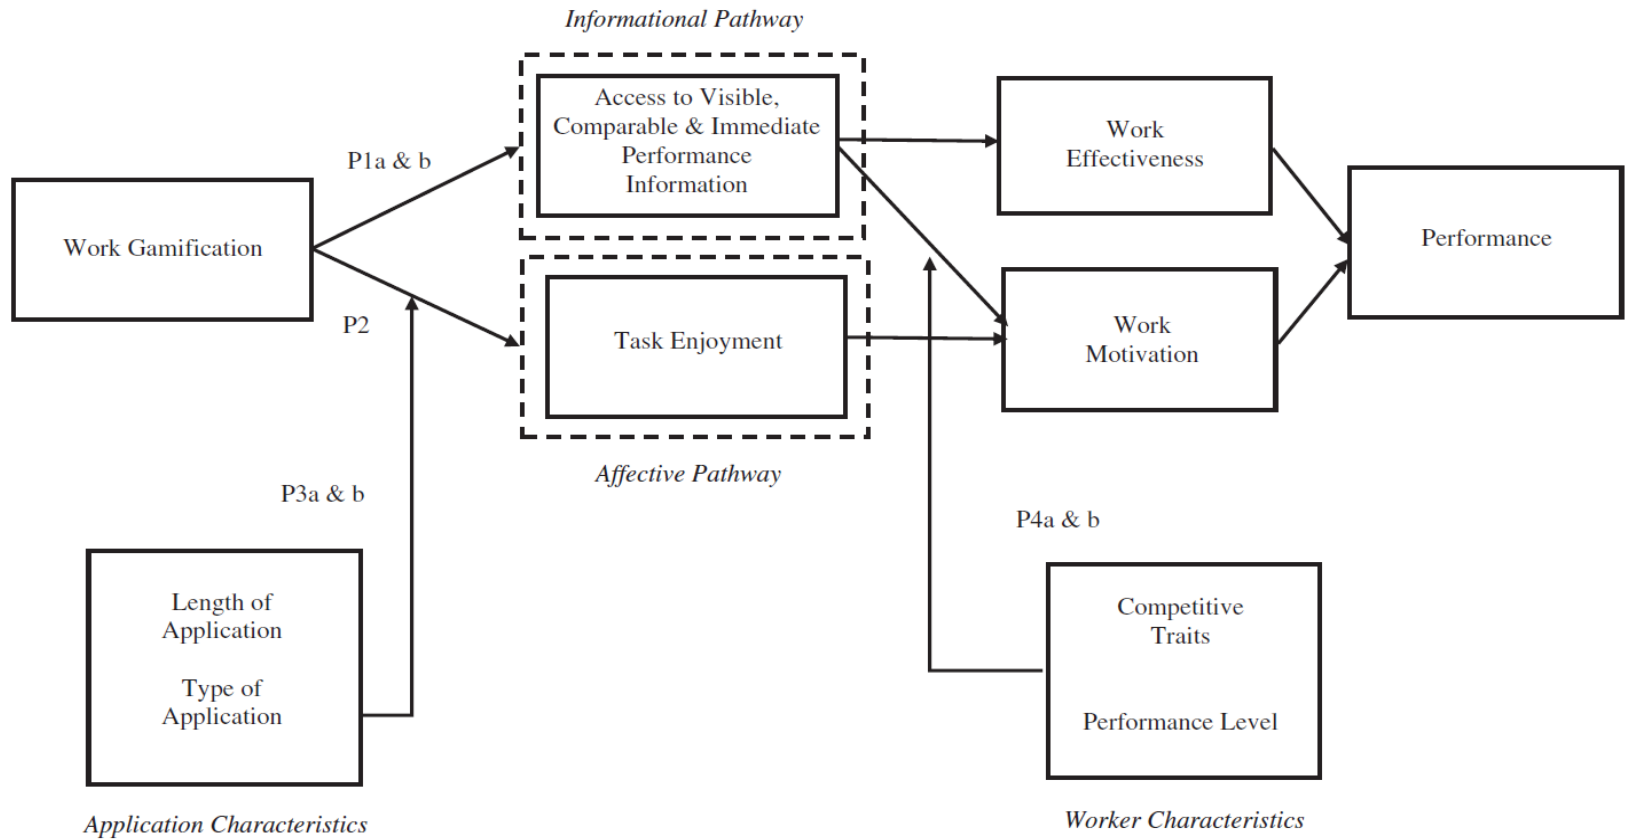 Informational Pathway
Access to Visible,
Comparable & Immediate
Performance
Information
Work
Effectiveness
P1a & b
Work Gamification
Performance
P2
Task Enjoyment
Work
Motivation
Affective Pathway
P3a & b
P4a & b
Length of
Application
Type of
Application
Competitive
Traits
Performance Level
Application Characteristics
Worker Characteristics